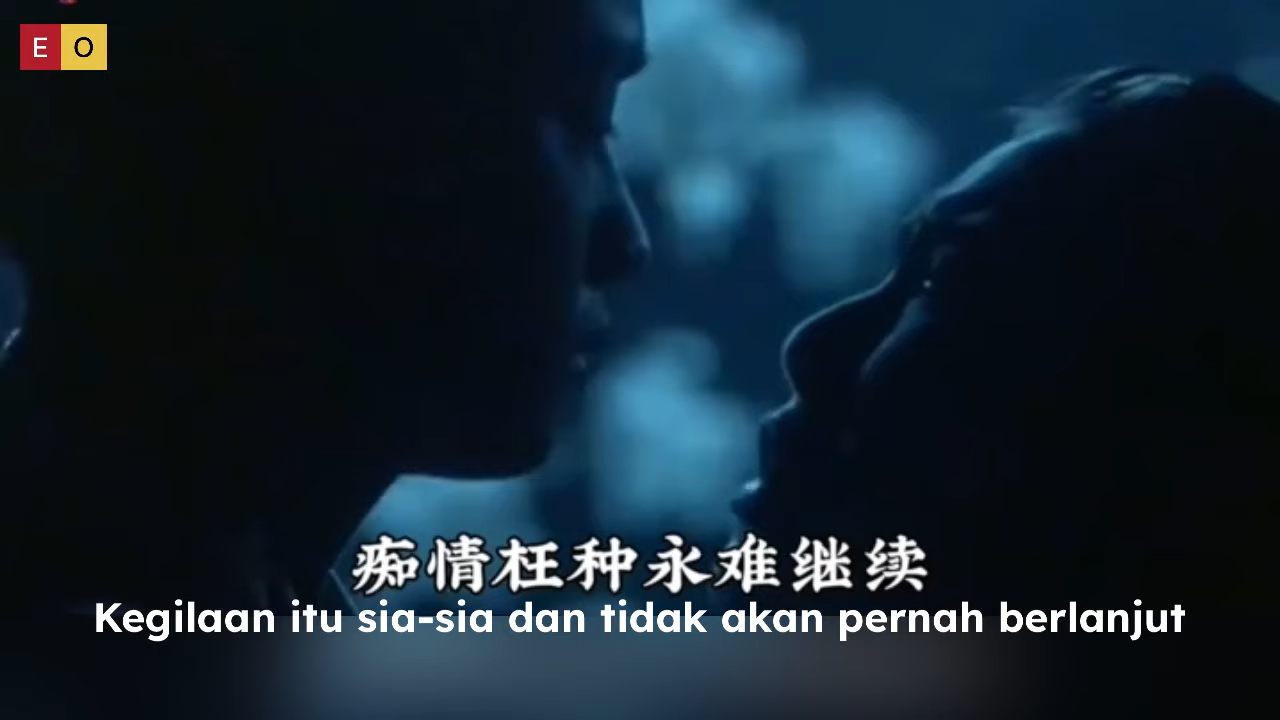 E O
痴情枉种永难继续
Kegilaan itu sia-sia dan tidak akan pernah berlanjut